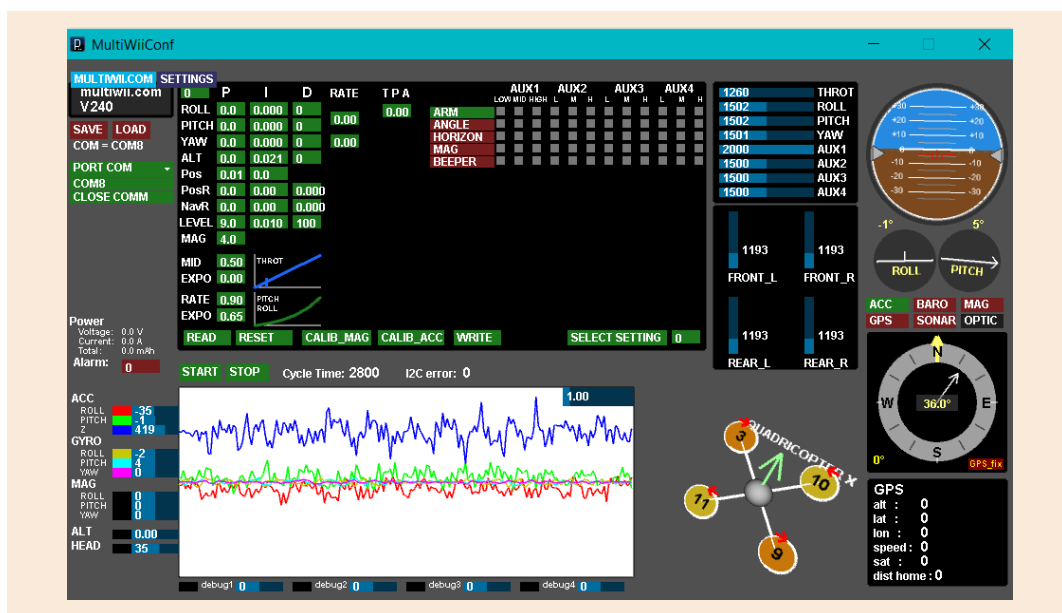 MultiWiiConf
MULTIWII.COM SETTINGS
multiwii.com
V240
SAVE LOAD
COM = COM8
PORT COM
COM8
CLOSE COMM
Power
Voltage: 0.0 V
Current: 0.0 A
Total: 0.0 mAh
Alarm: 0
0 P I D RATE T P A
ROLL 0.0 0.000 0 0.00 0.00
PITCH 0.0 0.000 0
YAW 0.0 0.000 0 0.00
ALT 0.0 0.021 0
Pos 0.01 0.0
PosR 0.0 0.00 0.000
NavR 0.0 0.00 0.000
LEVEL 9.0 0.010 100
MAG 4.0
MID 0.50 THROT
EXPO 0.00
RATE 0.90 PITCH
ROLL
EXPO 0.65
AUX1 AUX2 AUX3 AUX4
LOW MID HIGH L M H L M H L M H
ARM
ANGLE
HORIZON
MAG
BEEPER
READ RESET CALIB_MAG CALIB_ACC WRITE SELECT SETTING 0
1260 THROT
1502 ROLL
1502 PITCH
1501 YAW
2000 AUX1
1500 AUX2
1500 AUX3
1500 AUX4
1193 1193
FRONT_L FRONT_R
1193 1193
REAR_L REAR_R
+30 +30
+20 +20
+10 +10
0 0
-10 -10
-20 -20
-30 -30
-1° 5°
ROLL PITCH
ACC BARO MAG
GPS SONAR OPTIC
N
W 36.0° E
S
0° GPS_fix
START STOP Cycle Time: 2800 I2C error: 0
1.00
ACC
ROLL -35
PITCH -1
Z 419
GYRO
ROLL -2
PITCH 4
YAW 0
MAG
ROLL 0
PITCH 0
YAW 0
ALT 0.00
HEAD 35
debug1 0 debug2 0 debug3 0 debug4 0
QUADRICOPTER X
3
10
11
9
GPS
alt : 0
lat : 0
lon : 0
speed : 0
sat : 0
dist home : 0